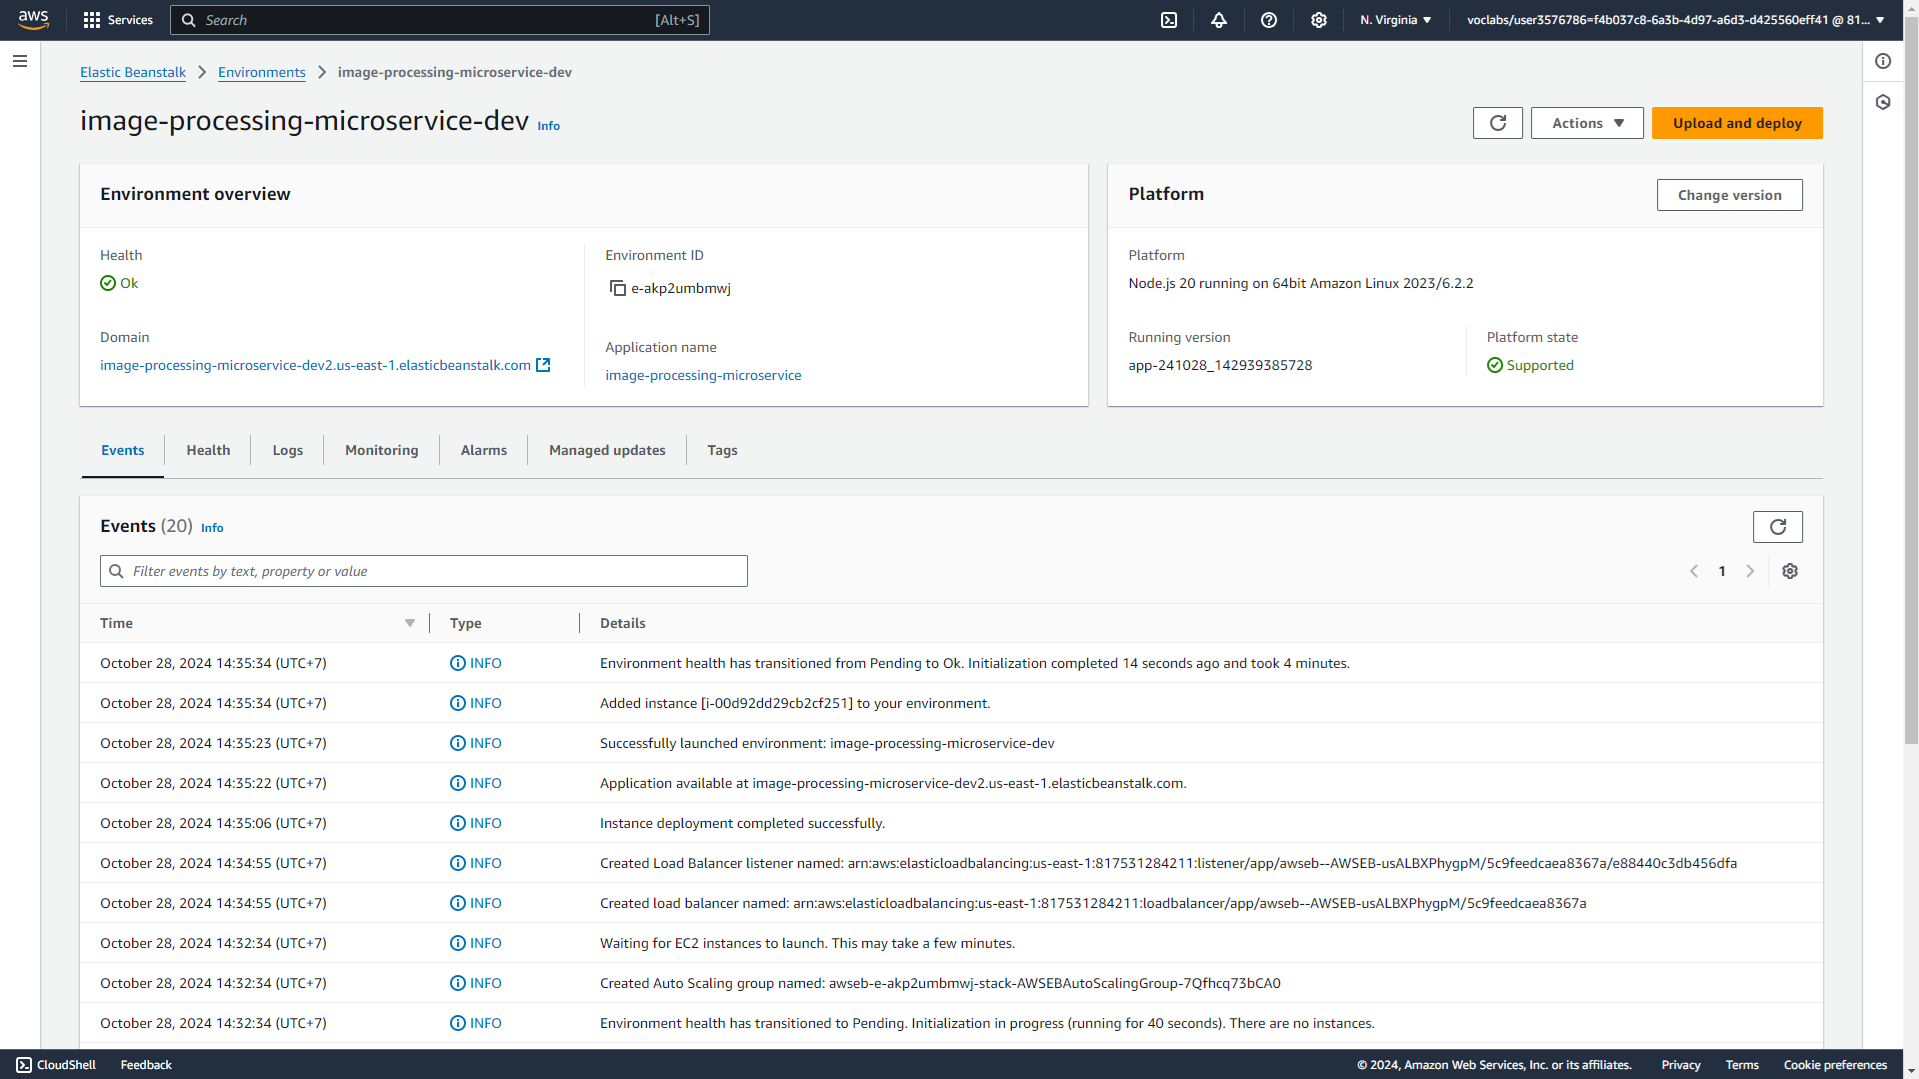 aws Services Search [Alt+S] N. Virginia voclabs/user3576786=f4b037c8-6a3b-4d97-a6d3-d425560eff41 @ 81...
Elastic Beanstalk Environments image-processing-microservice-dev
image-processing-microservice-dev Info Actions Upload and deploy
Environment overview
Health
Ok
Domain
image-processing-microservice-dev2.us-east-1.elasticbeanstalk.com
Environment ID
e-akp2umbmwj
Application name
image-processing-microservice
Platform Change version
Platform
Node.js 20 running on 64bit Amazon Linux 2023/6.2.2
Running version
app-241028_142939385728
Platform state
Supported
Events Health Logs Monitoring Alarms Managed updates Tags
Events (20) Info
Filter events by text, property or value 1
Time Type Details
October 28, 2024 14:35:34 (UTC+7) INFO Environment health has transitioned from Pending to Ok. Initialization completed 14 seconds ago and took 4 minutes.
October 28, 2024 14:35:34 (UTC+7) INFO Added instance [i-00d92dd29cb2cf251] to your environment.
October 28, 2024 14:35:23 (UTC+7) INFO Successfully launched environment: image-processing-microservice-dev
October 28, 2024 14:35:22 (UTC+7) INFO Application available at image-processing-microservice-dev2.us-east-1.elasticbeanstalk.com.
October 28, 2024 14:35:06 (UTC+7) INFO Instance deployment completed successfully.
October 28, 2024 14:34:55 (UTC+7) INFO Created Load Balancer listener named: arn:aws:elasticloadbalancing:us-east-1:817531284211:listener/app/awseb--AWSEB-usALBXPhygpM/5c9feedcaea8367a/e88440c3db456dfa
October 28, 2024 14:34:55 (UTC+7) INFO Created load balancer named: arn:aws:elasticloadbalancing:us-east-1:817531284211:loadbalancer/app/awseb--AWSEB-usALBXPhygpM/5c9feedcaea8367a
October 28, 2024 14:32:34 (UTC+7) INFO Waiting for EC2 instances to launch. This may take a few minutes.
October 28, 2024 14:32:34 (UTC+7) INFO Created Auto Scaling group named: awseb-e-akp2umbmwj-stack-AWSEBAutoScalingGroup-7Qfhcq73bCA0
October 28, 2024 14:32:34 (UTC+7) INFO Environment health has transitioned to Pending. Initialization in progress (running for 40 seconds). There are no instances.
CloudShell Feedback © 2024, Amazon Web Services, Inc. or its affiliates. Privacy Terms Cookie preferences